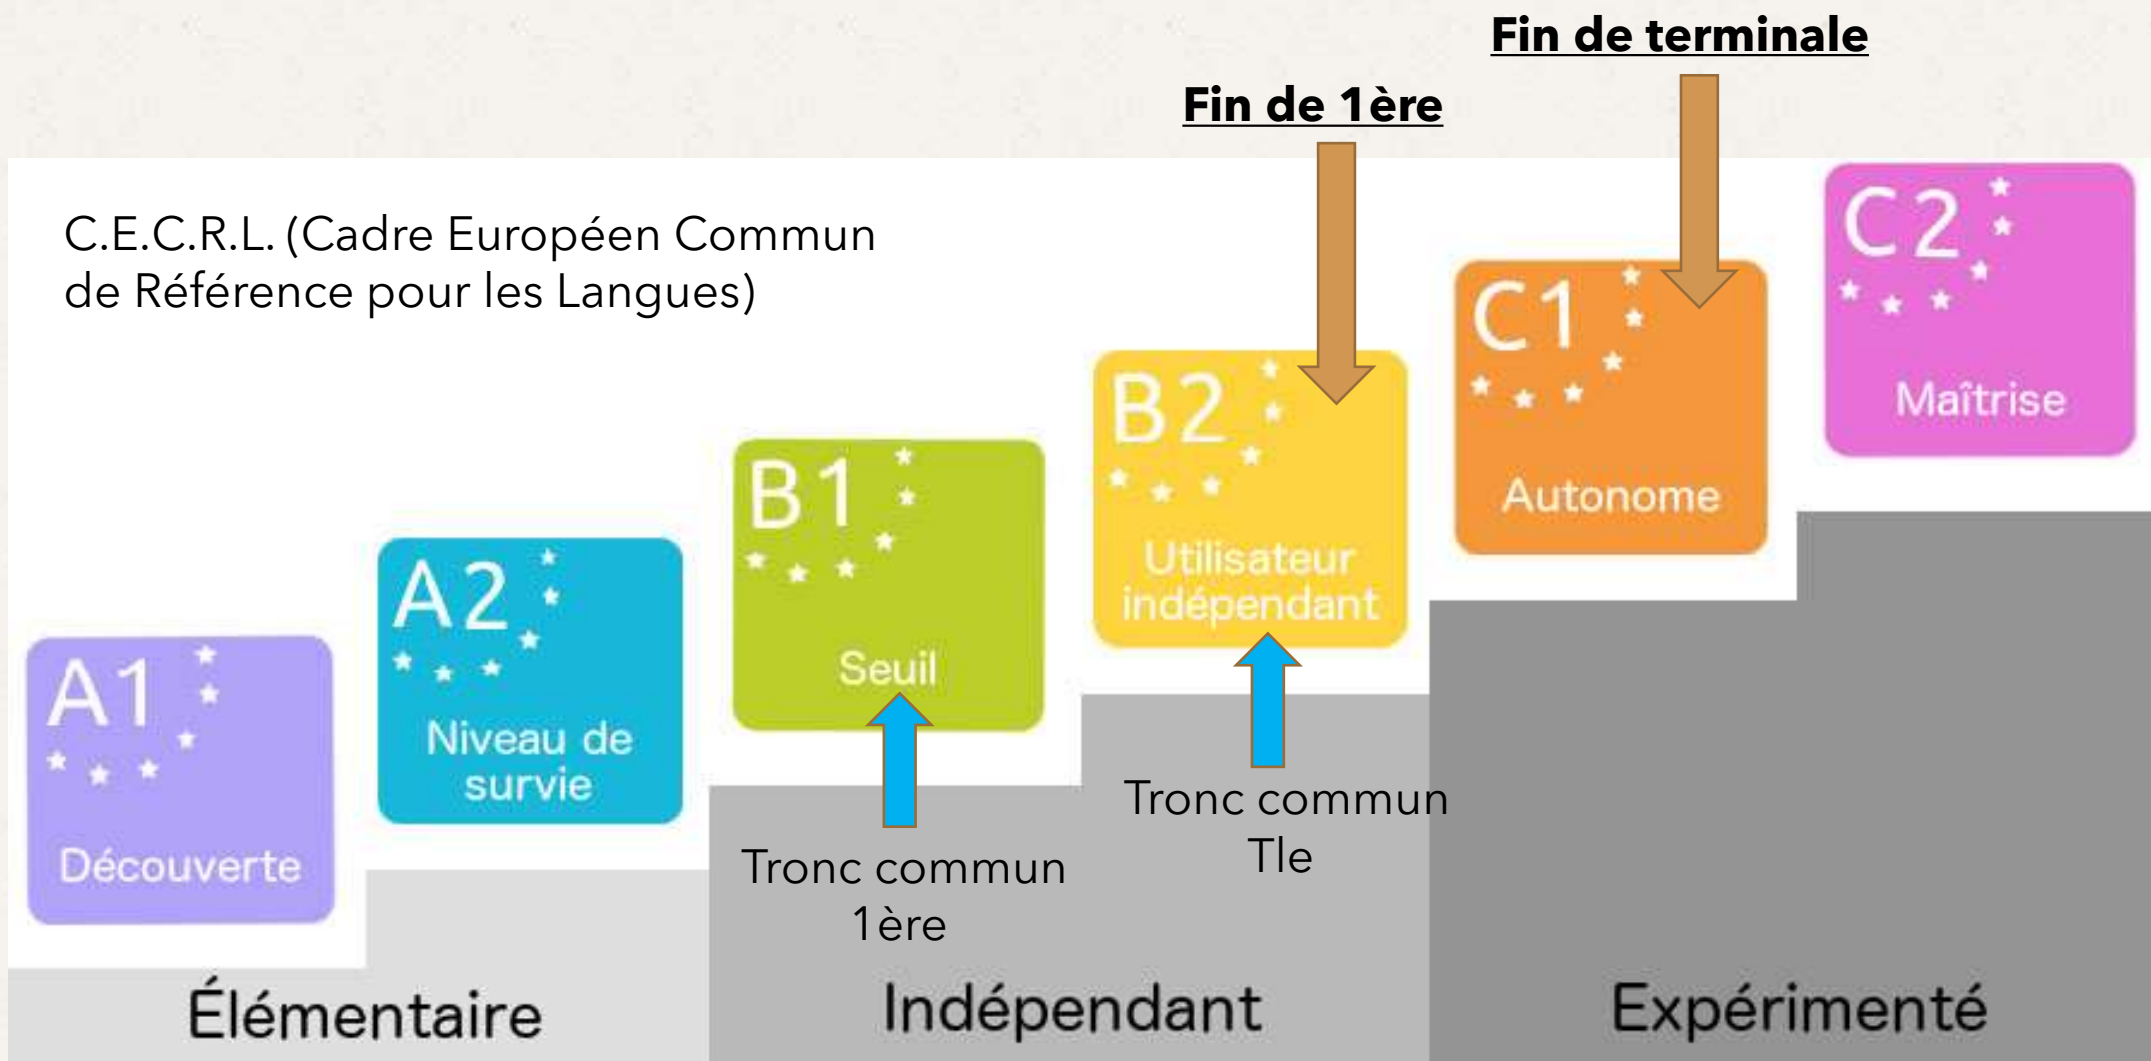 Fin de terminale
Fin de 1ère
C.E.C.R.L. (Cadre Européen Commun
de Référence pour les Langues)
A1
Découverte
A2
Niveau de
survie
B1
Seuil
B2
Utilisateur
indépendant
C1
Autonome
C2
Maîtrise
Tronc commun
1ère
Tronc commun
Tle
Élémentaire
Indépendant
Expérimenté